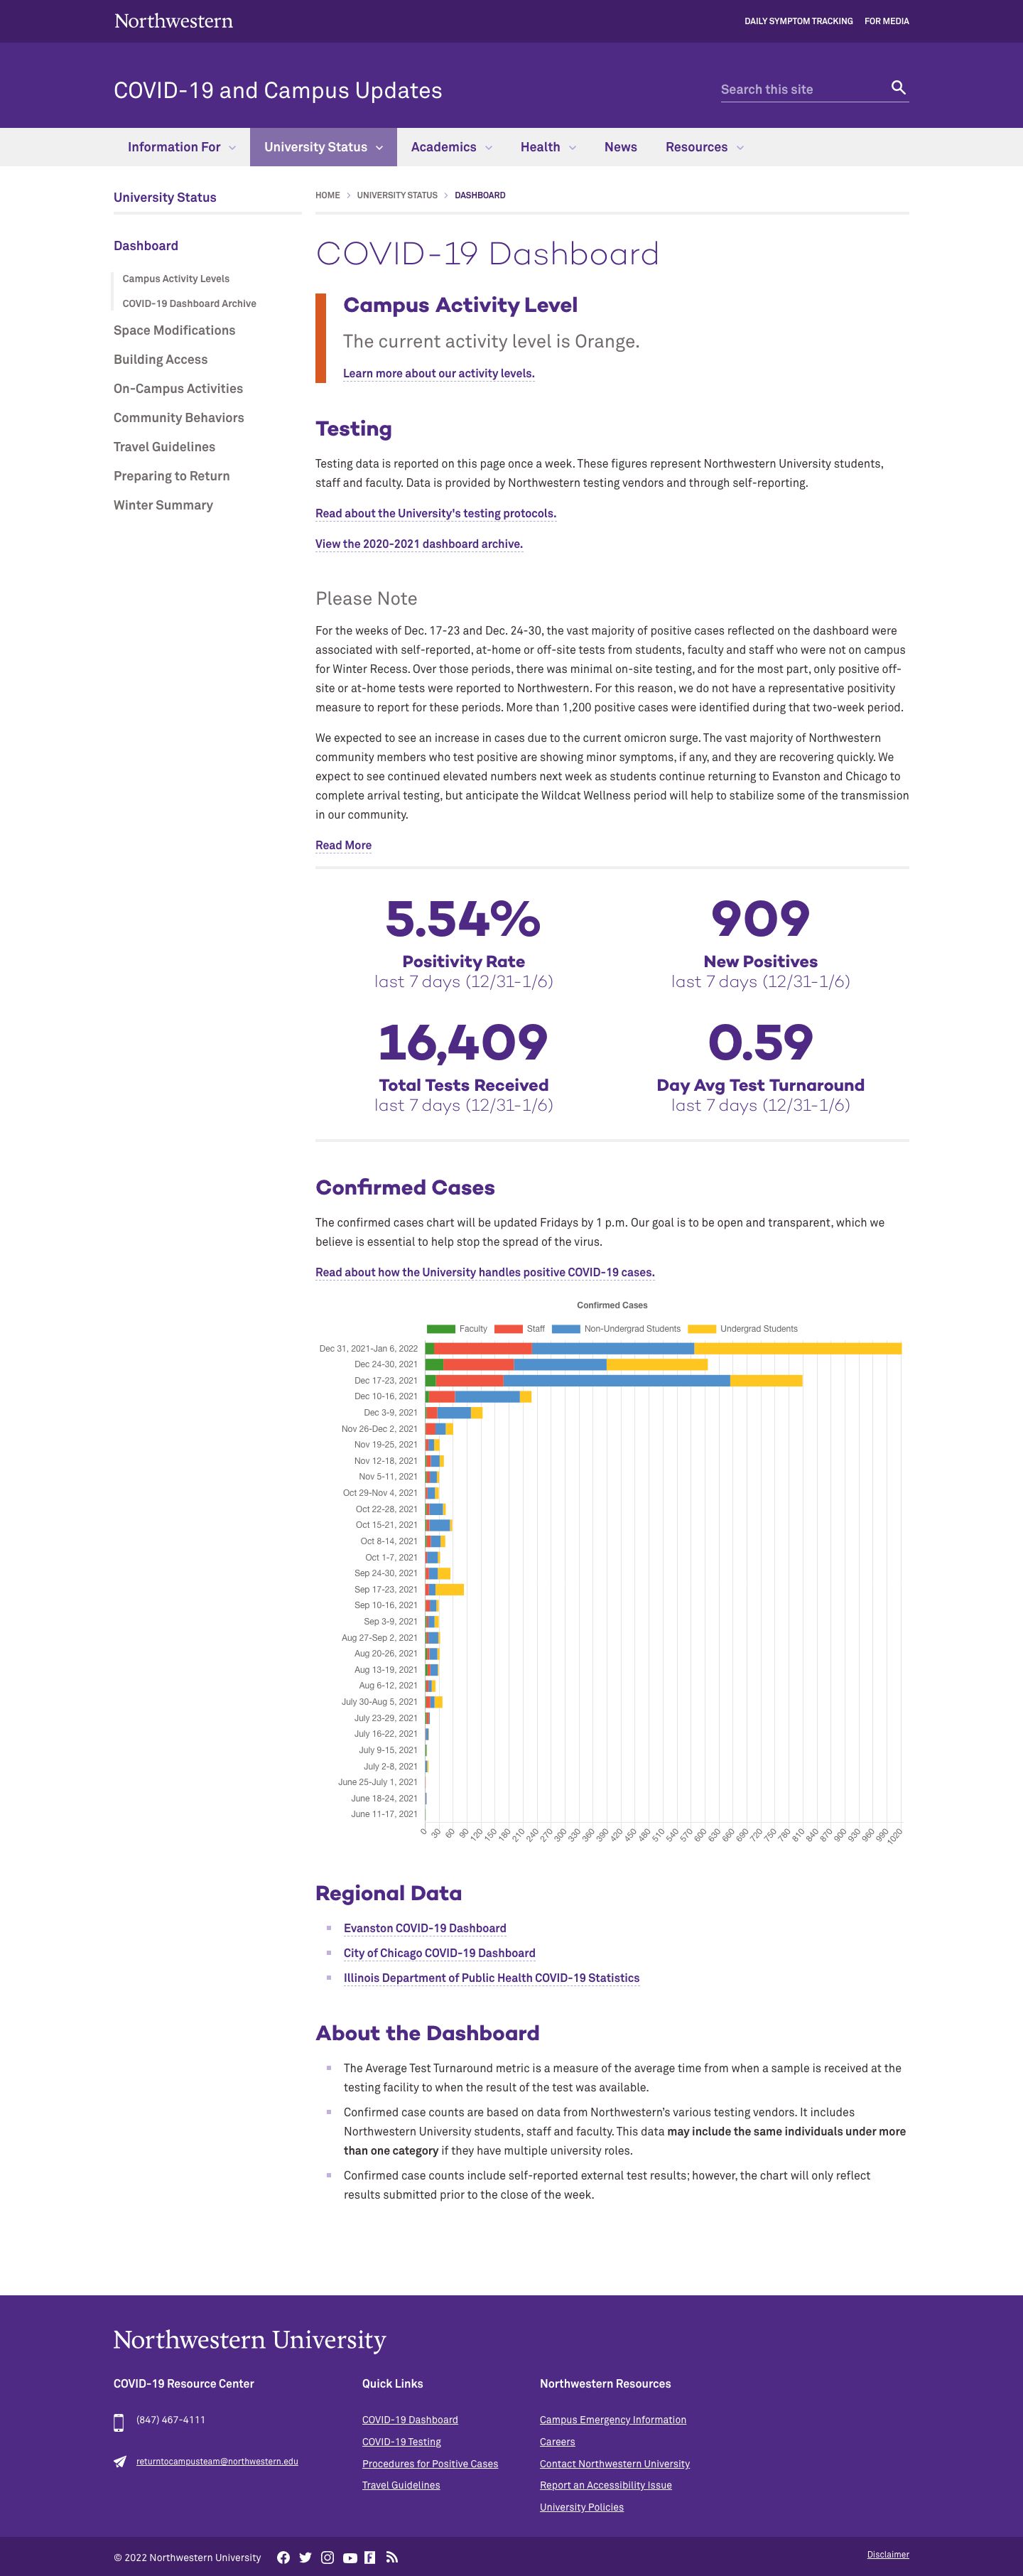 Northwestern
DAILY SYMPTOM TRACKING FOR MEDIA
COVID-19 and Campus Updates
Search this site
Information For University Status Academics Health News Resources
University Status
Dashboard
Campus Activity Levels
COVID-19 Dashboard Archive
Space Modifications
Building Access
On-Campus Activities
Community Behaviors
Travel Guidelines
Preparing to Return
Winter Summary
HOME > UNIVERSITY STATUS > DASHBOARD
COVID-19 Dashboard
Campus Activity Level
The current activity level is Orange.
Learn more about our activity levels.
Testing
Testing data is reported on this page once a week. These figures represent Northwestern University students,
staff and faculty. Data is provided by Northwestern testing vendors and through self-reporting.
Read about the University's testing protocols.
View the 2020-2021 dashboard archive.
Please Note
For the weeks of Dec. 17-23 and Dec. 24-30, the vast majority of positive cases reflected on the dashboard were
associated with self-reported, at-home or off-site tests from students, faculty and staff who were not on campus
for Winter Recess. Over those periods, there was minimal on-site testing, and for the most part, only positive off-
site or at-home tests were reported to Northwestern. For this reason, we do not have a representative positivity
measure to report for these periods. More than 1,200 positive cases were identified during that two-week period.
We expected to see an increase in cases due to the current omicron surge. The vast majority of Northwestern
community members who test positive are showing minor symptoms, if any, and they are recovering quickly. We
expect to see continued elevated numbers next week as students continue returning to Evanston and Chicago to
complete arrival testing, but anticipate the Wildcat Wellness period will help to stabilize some of the transmission
in our community.
Read More
5.54%
Positivity Rate
last 7 days (12/31-1/6)
909
New Positives
last 7 days (12/31-1/6)
16,409
Total Tests Received
last 7 days (12/31-1/6)
0.59
Day Avg Test Turnaround
last 7 days (12/31-1/6)
Confirmed Cases
The confirmed cases chart will be updated Fridays by 1 p.m. Our goal is to be open and transparent, which we
believe is essential to help stop the spread of the virus.
Read about how the University handles positive COVID-19 cases.
Confirmed Cases
Faculty Staff Non-Undergrad Students Undergrad Students
Dec 31, 2021-Jan 6, 2022
Dec 24-30, 2021
Dec 17-23, 2021
Dec 10-16, 2021
Dec 3-9, 2021
Nov 26-Dec 2, 2021
Nov 19-25, 2021
Nov 12-18, 2021
Nov 5-11, 2021
Oct 29-Nov 4, 2021
Oct 22-28, 2021
Oct 15-21, 2021
Oct 8-14, 2021
Oct 1-7, 2021
Sep 24-30, 2021
Sep 17-23, 2021
Sep 10-16, 2021
Sep 3-9, 2021
Aug 27-Sep 2, 2021
Aug 20-26, 2021
Aug 13-19, 2021
Aug 6-12, 2021
July 30-Aug 5, 2021
July 23-29, 2021
July 16-22, 2021
July 9-15, 2021
July 2-8, 2021
June 25-July 1, 2021
June 18-24, 2021
June 11-17, 2021
0 30 60 90 120 150 180 210 240 270 300 330 360 390 420 450 480 510 540 570 600 630 660 690 720 750 780 810 840 870 900 930 960 990 1020
Regional Data
Evanston COVID-19 Dashboard
City of Chicago COVID-19 Dashboard
Illinois Department of Public Health COVID-19 Statistics
About the Dashboard
The Average Test Turnaround metric is a measure of the average time from when a sample is received at the
testing facility to when the result of the test was available.
Confirmed case counts are based on data from Northwestern's various testing vendors. It includes
Northwestern University students, staff and faculty. This data may include the same individuals under more
than one category if they have multiple university roles.
Confirmed case counts include self-reported external test results; however, the chart will only reflect
results submitted prior to the close of the week.
Northwestern University
COVID-19 Resource Center
(847) 467-4111
returntocampusteam@northwestern.edu
Quick Links
COVID-19 Dashboard
COVID-19 Testing
Procedures for Positive Cases
Travel Guidelines
Northwestern Resources
Campus Emergency Information
Careers
Contact Northwestern University
Report an Accessibility Issue
University Policies
© 2022 Northwestern University
Disclaimer